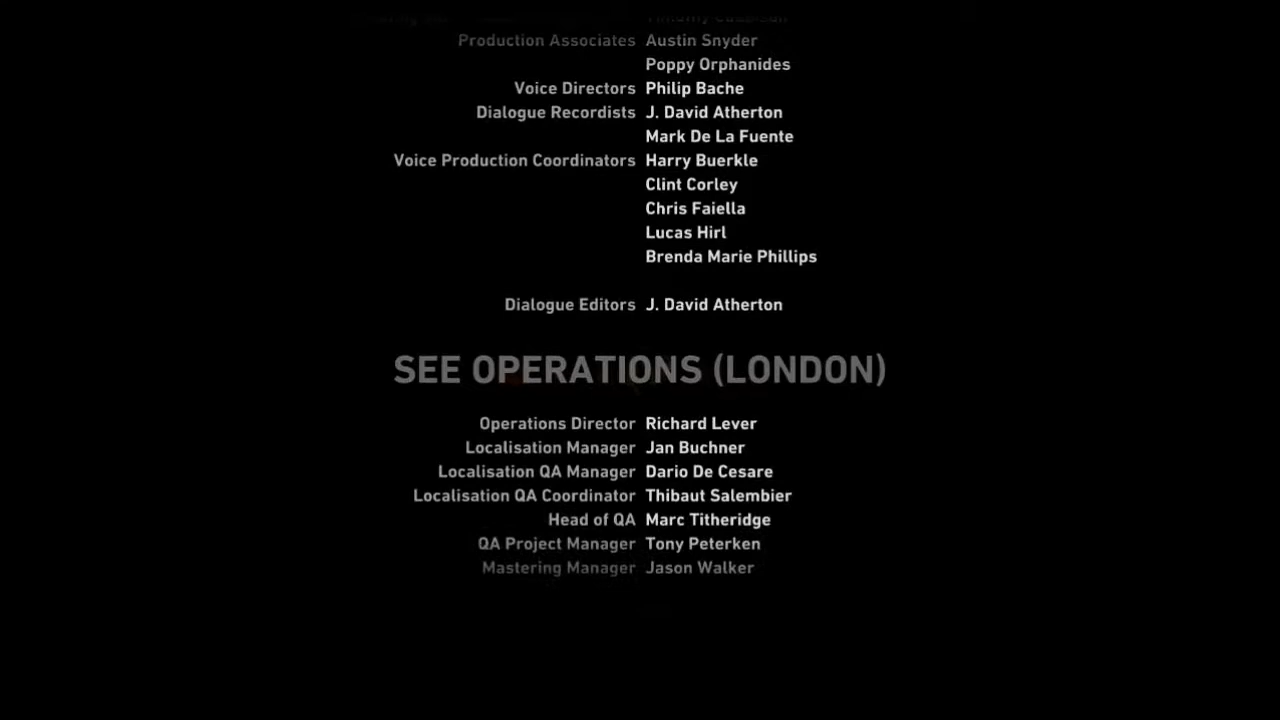 Production Associates Austin Snyder
Poppy Orphanides
Voice Directors Philip Bache
Dialogue Recordists J. David Atherton
Mark De La Fuente
Voice Production Coordinators Harry Buerkle
Clint Corley
Chris Faiella
Lucas Hirl
Brenda Marie Phillips
Dialogue Editors J. David Atherton
SEE OPERATIONS (LONDON)
Operations Director Richard Lever
Localisation Manager Jan Buchner
Localisation QA Manager Dario De Cesare
Localisation QA Coordinator Thibaut Salembier
Head of QA Marc Titheridge
QA Project Manager Tony Peterken
Mastering Manager Jason Walker